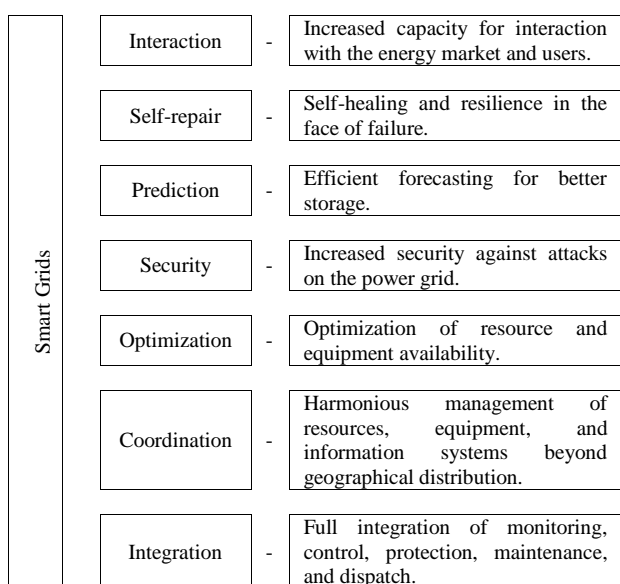 Smart Grids
Interaction
-
Increased capacity for interaction
with the energy market and users.
Self-repair
-
Self-healing and resilience in the
face of failure.
Prediction
-
Efficient forecasting for better
storage.
Security
-
Increased security against attacks
on the power grid.
Optimization
-
Optimization of resource and
equipment availability.
Coordination
-
Harmonious management of
resources, equipment, and
information systems beyond
geographical distribution.
Integration
-
Full integration of monitoring,
control, protection, maintenance,
and dispatch.